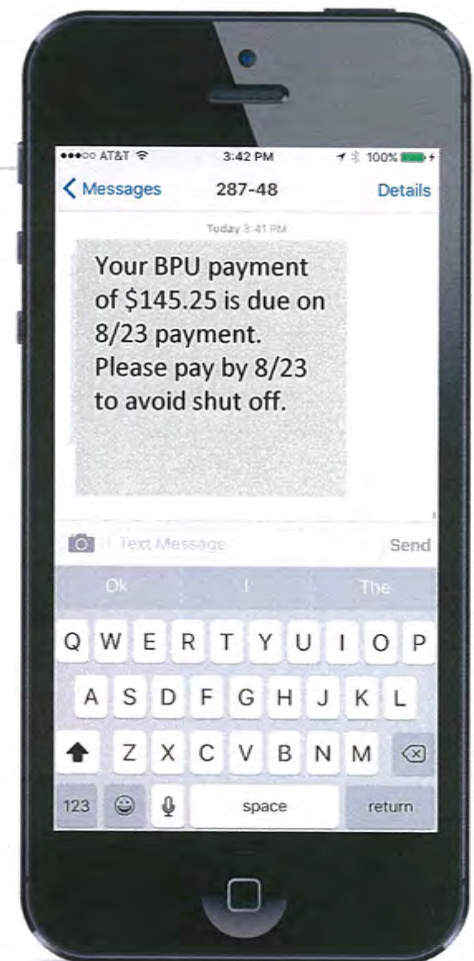 AT&T 3:42 PM 100%
Messages 287-48 Details
Today 3:41 PM
Your BPU payment
of $145.25 is due on
8/23 payment.
Please pay by 8/23
to avoid shut off.
Text Message Send
Ok I The
Q W E R T Y U I O P
A S D F G H J K L
Z X C V B N M
123 space return